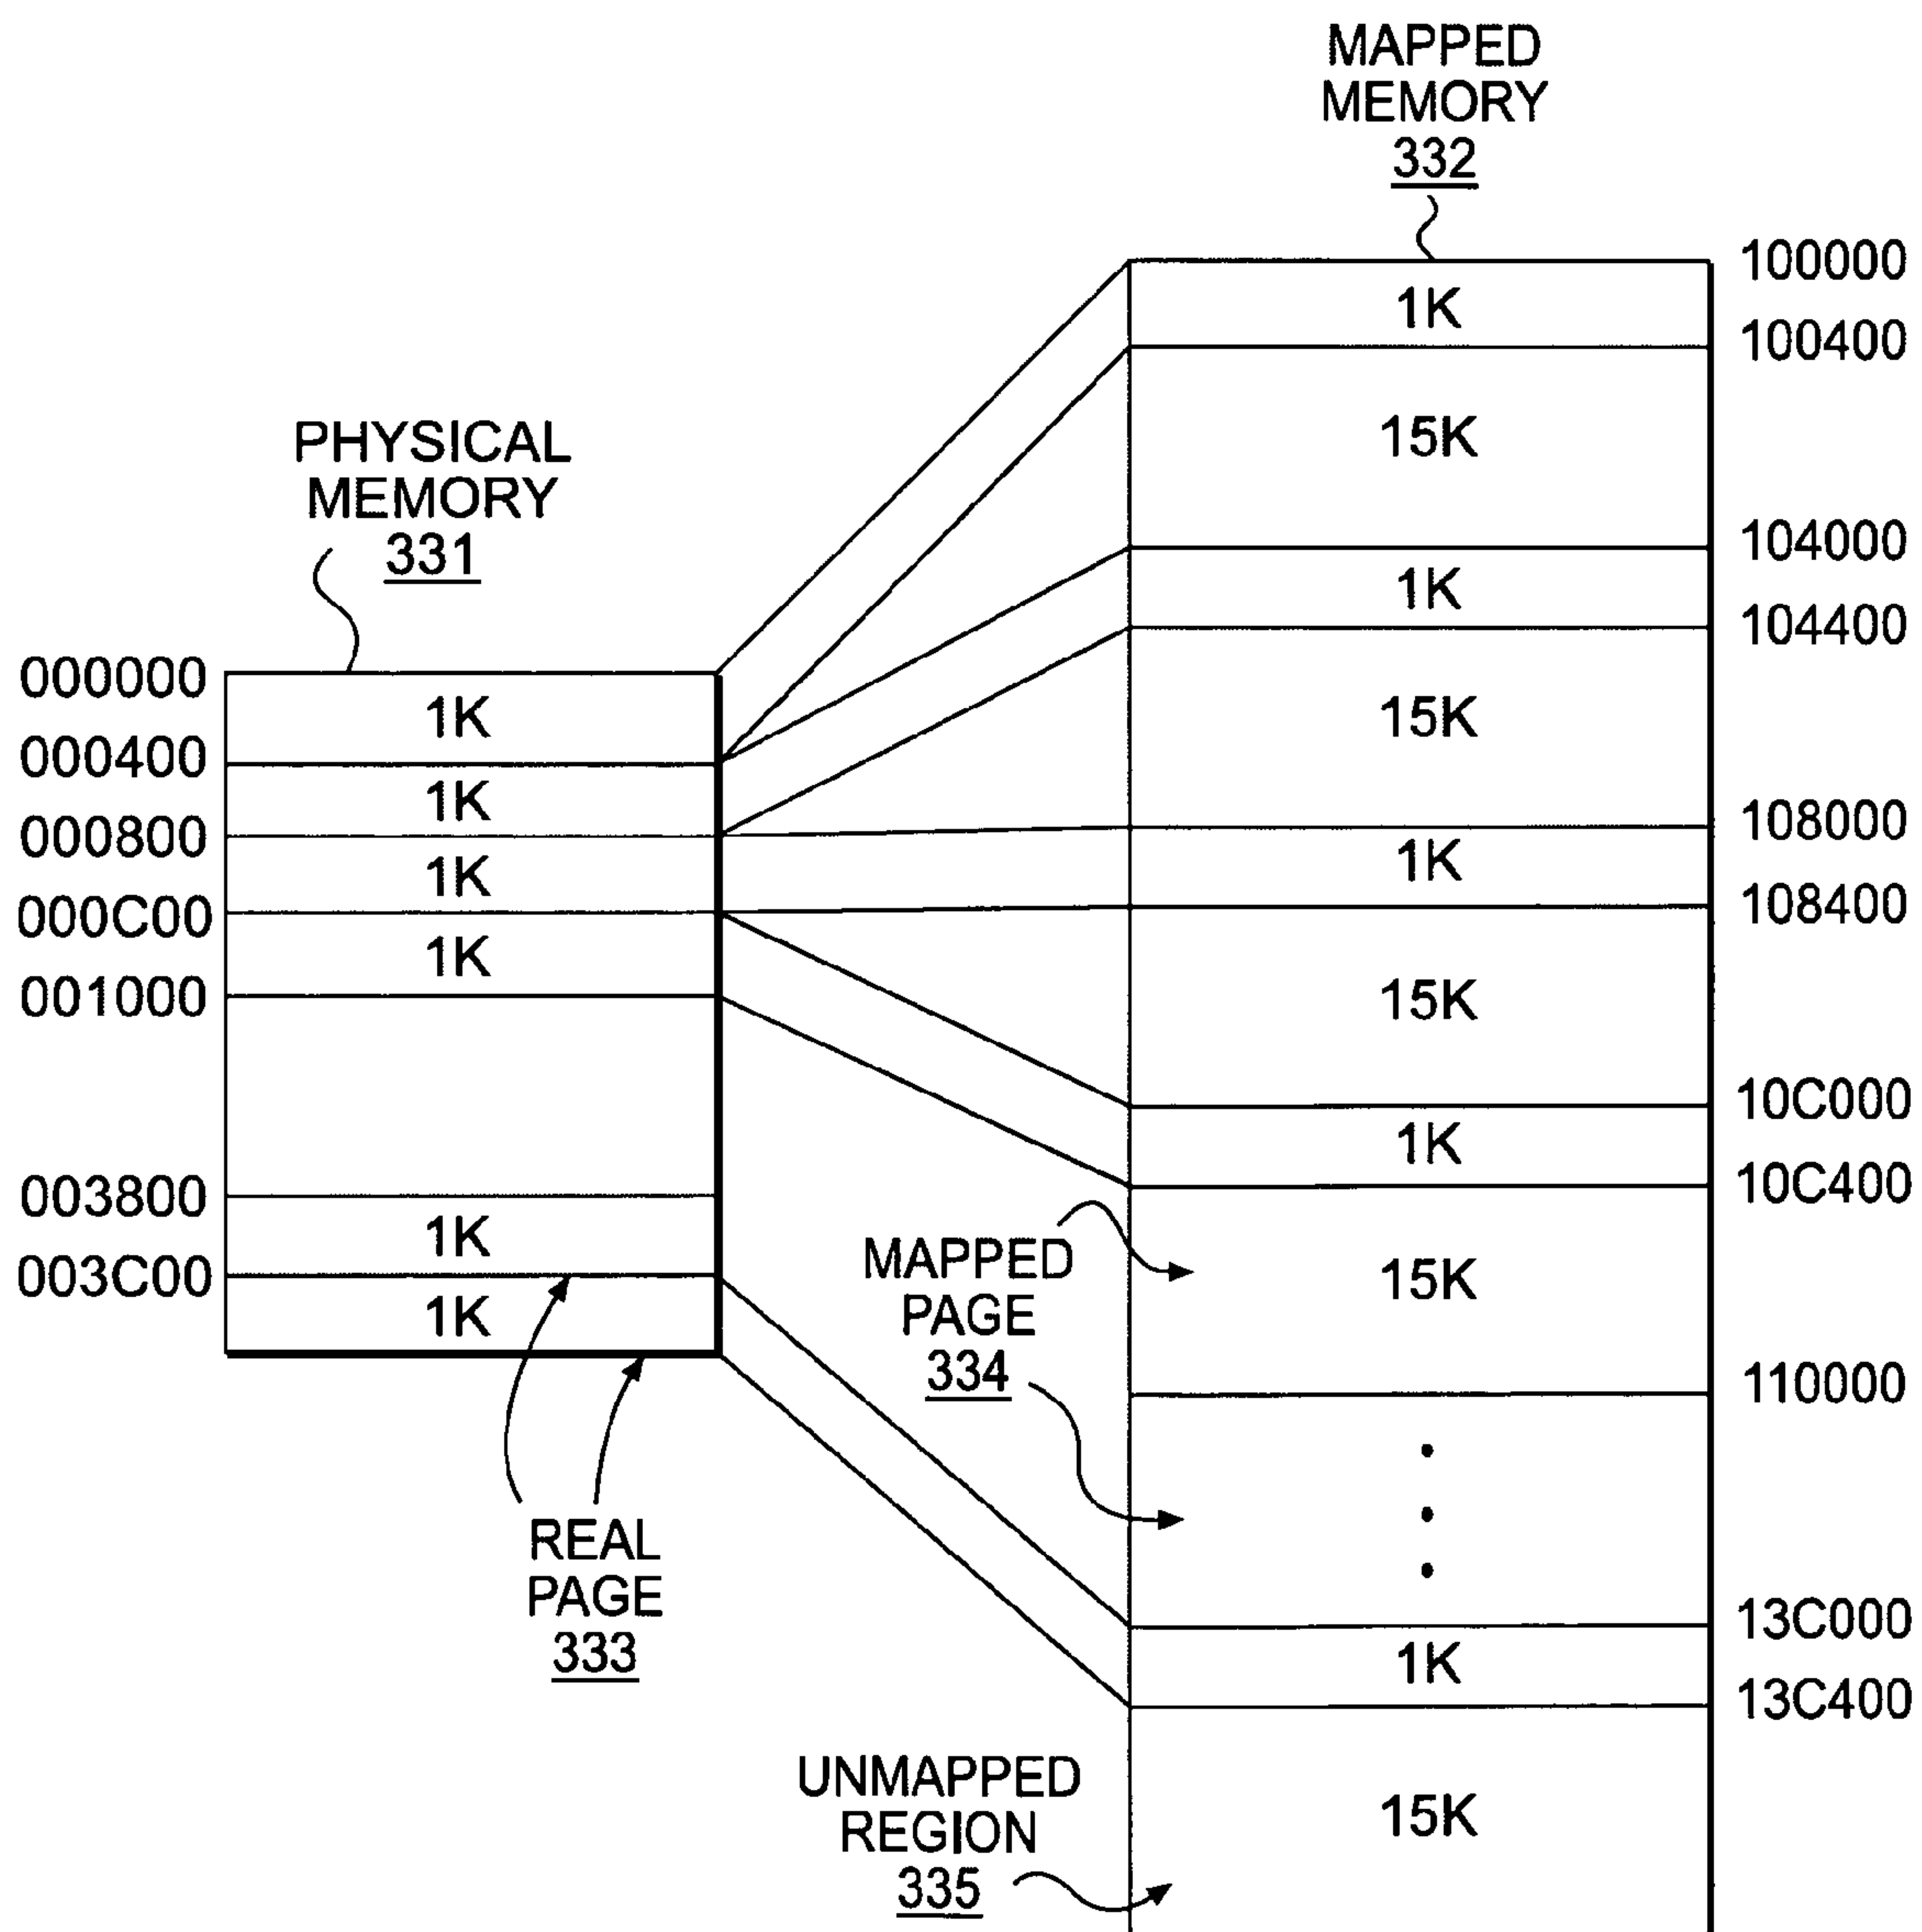 MAPPED
MEMORY
332
PHYSICAL
MEMORY
331
000000
000400
000800
000C00
001000
003800
003C00
1K
1K
1K
1K
1K
1K
REAL
PAGE
333
1K
15K
1K
15K
1K
15K
1K
15K
1K
15K
100000
100400
104000
104400
108000
108400
10C000
10C400
110000
13C000
13C400
MAPPED
PAGE
334
UNMAPPED
REGION
335